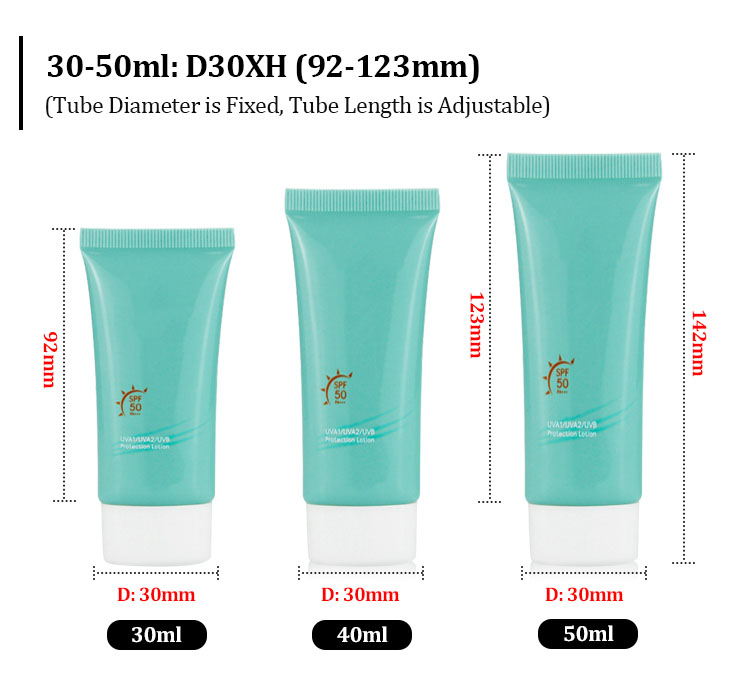 30-50ml: D30XH (92-123mm)
(Tube Diameter is Fixed, Tube Length is Adjustable)
92mm
123mm
142mm
SPF
50
UVA1/UVA2/UVB
Protection Lotion
SPF
50
UVA1/UVA2/UVB
Protection Lotion
SPF
50
UVA1/UVA2/UVB
Protection Lotion
D: 30mm
D: 30mm
D: 30mm
30ml
40ml
50ml